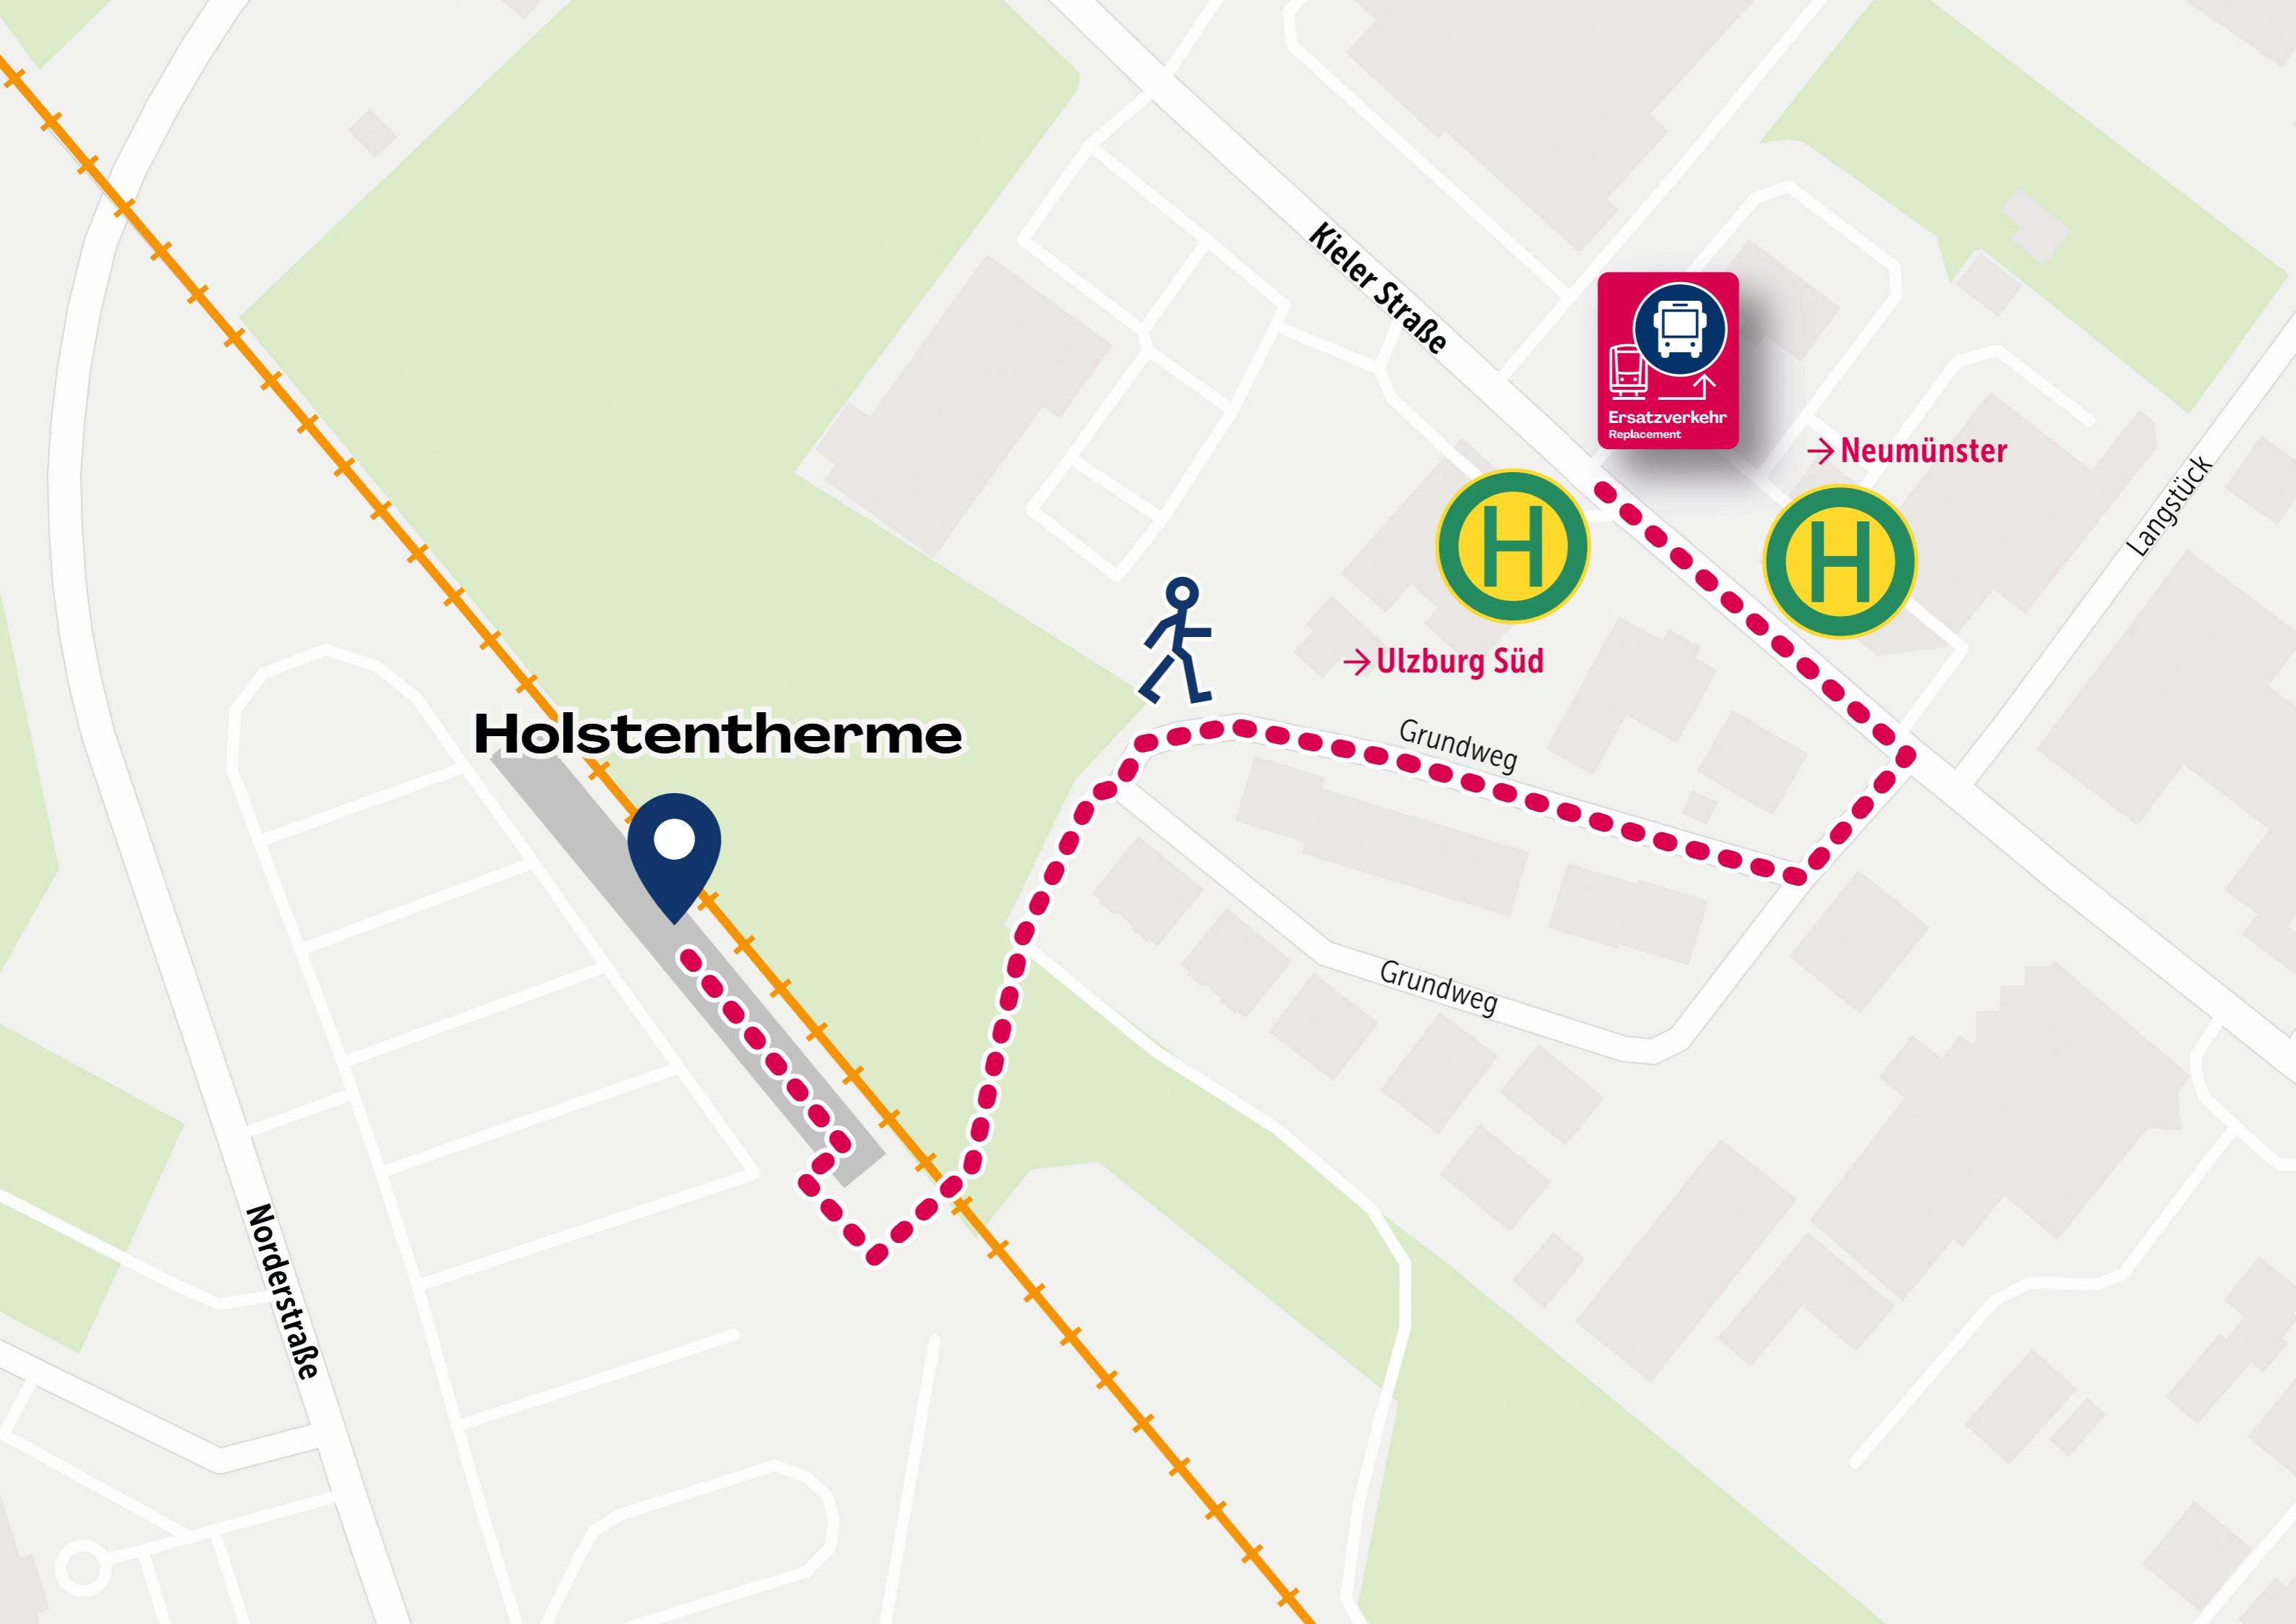 Kieler Straße
Ersatzverkehr
Replacement
→ Neumünster
H
H
Langstück
→ Ulzburg Süd
Holstentherme
Grundweg
Grundweg
Norderstraße